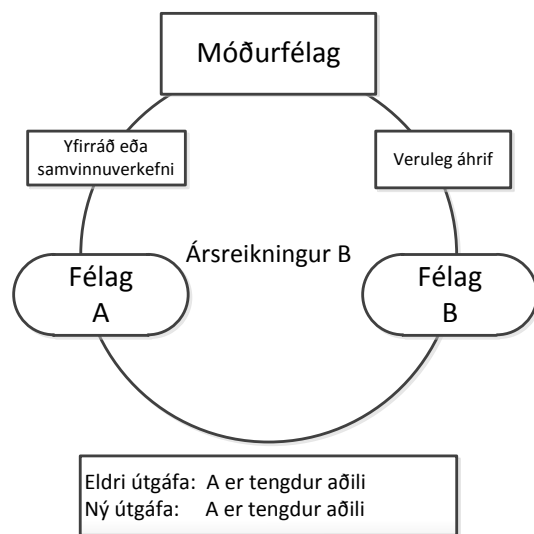 Móðurfélag
Yfirráð eða
samvinnuverkefni
Veruleg áhrif
Ársreikningur B
Félag
A
Félag
B
Eldri útgáfa: A er tengdur aðili
Ný útgáfa: A er tengdur aðili